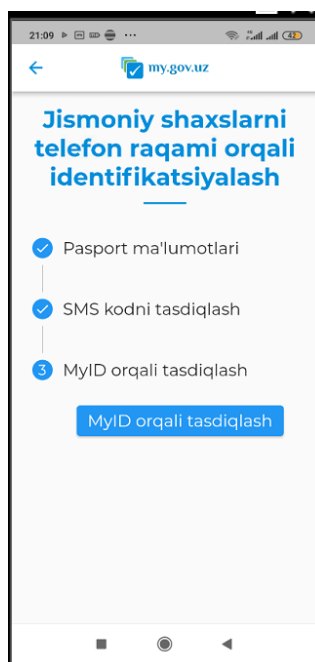 21:09
42
my.gov.uz
Jismoniy shaxslarni
telefon raqami orqali
identifikatsiyalash
Pasport ma'lumotlari
SMS kodni tasdiqlash
3 MyID orqali tasdiqlash
MyID orqali tasdiqlash